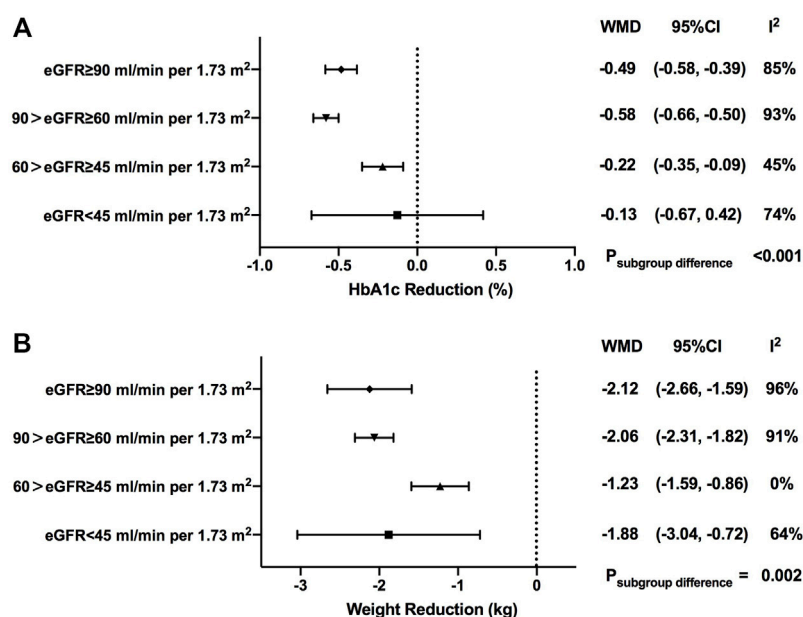 A
WMD 95%CI I²
eGFR≥90 ml/min per 1.73 m² -0.49 (-0.58, -0.39) 85%
90>eGFR≥60 ml/min per 1.73 m² -0.58 (-0.66, -0.50) 93%
60>eGFR≥45 ml/min per 1.73 m² -0.22 (-0.35, -0.09) 45%
eGFR<45 ml/min per 1.73 m² -0.13 (-0.67, 0.42) 74%
P subgroup difference <0.001
-1.0 -0.5 0.0 0.5 1.0
HbA1c Reduction (%)
B
WMD 95%CI I²
eGFR≥90 ml/min per 1.73 m² -2.12 (-2.66, -1.59) 96%
90>eGFR≥60 ml/min per 1.73 m² -2.06 (-2.31, -1.82) 91%
60>eGFR≥45 ml/min per 1.73 m² -1.23 (-1.59, -0.86) 0%
eGFR<45 ml/min per 1.73 m² -1.88 (-3.04, -0.72) 64%
P subgroup difference = 0.002
-3 -2 -1 0
Weight Reduction (kg)